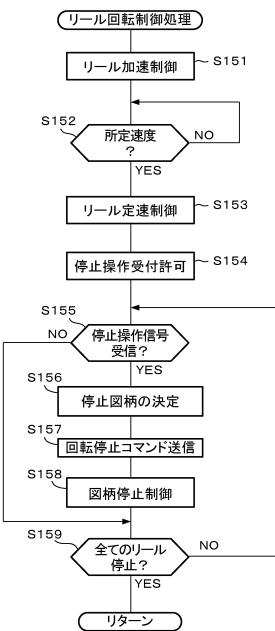 リール回転制御処理
リール加速制御
S151
S152
所定速度
?
NO
YES
リール定速制御
S153
停止操作受付許可
S154
S155
NO
停止操作信号
受信?
YES
S156
停止図柄の決定
S157
回転停止コマンド送信
S158
図柄停止制御
S159
全てのリール
停止?
NO
YES
リターン